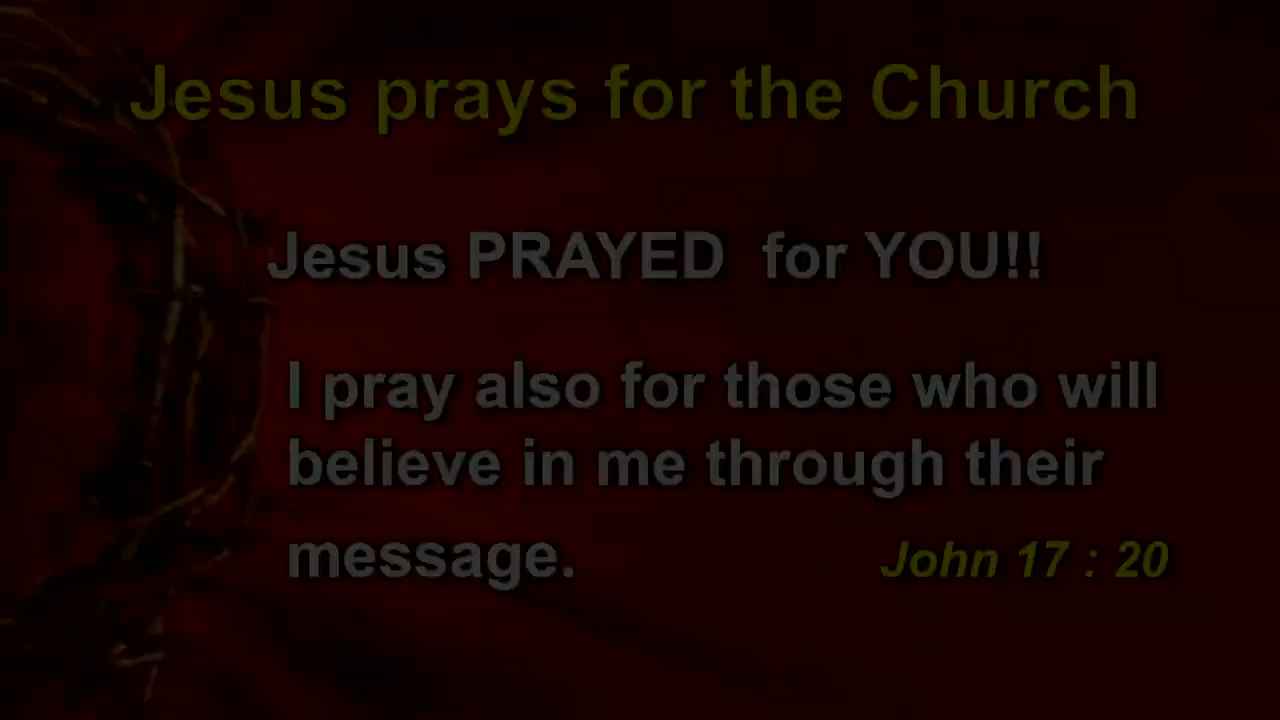 Jesus prays for the Church
Jesus PRAYED for YOU!!
I pray also for those who will
believe in me through their
message. John 17 : 20